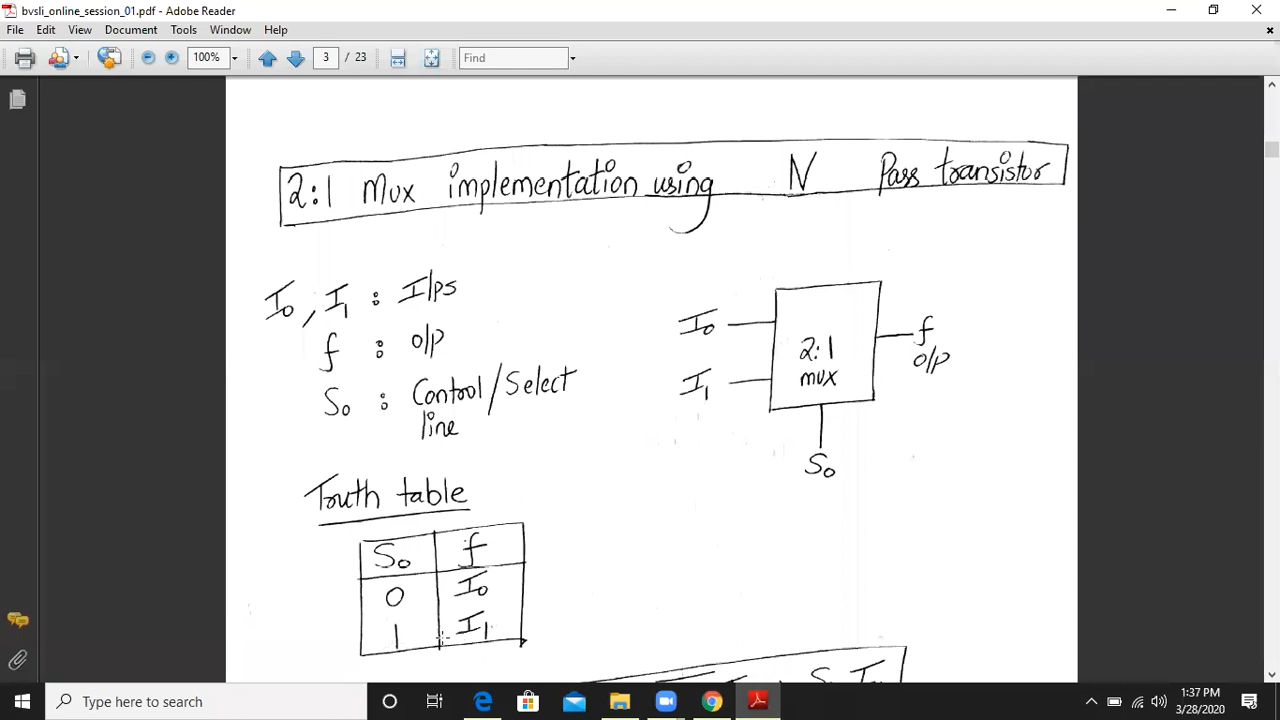 bvsli_online_session_01.pdf - Adobe Reader
File Edit View Document Tools Window Help
100% 3 / 23 Find
2:1 mux implementation using N Pass transistor
I0, I1 : I/ps
f : o/p
S0 : Control/Select
line
I0
I1
2:1
mux
f
o/p
S0
Truth table
S0 f
0 I0
1 I1
Type here to search
1:37 PM
3/28/2020